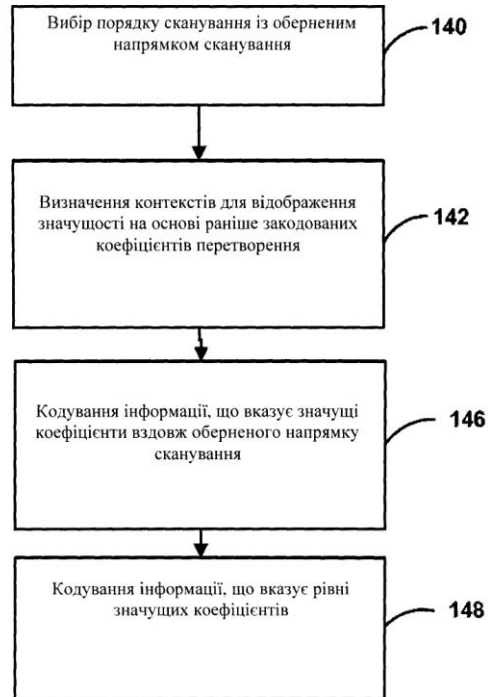 Вибір порядку сканування із оберненим
напрямком сканування
140
Визначення контекстів для відображення
значущості на основі раніше закодованих
коефіцієнтів перетворення
142
Кодування інформації, що вказує значущі
коефіцієнти вздовж оберненого напрямку
сканування
146
Кодування інформації, що вказує рівні
значущих коефіцієнтів
148